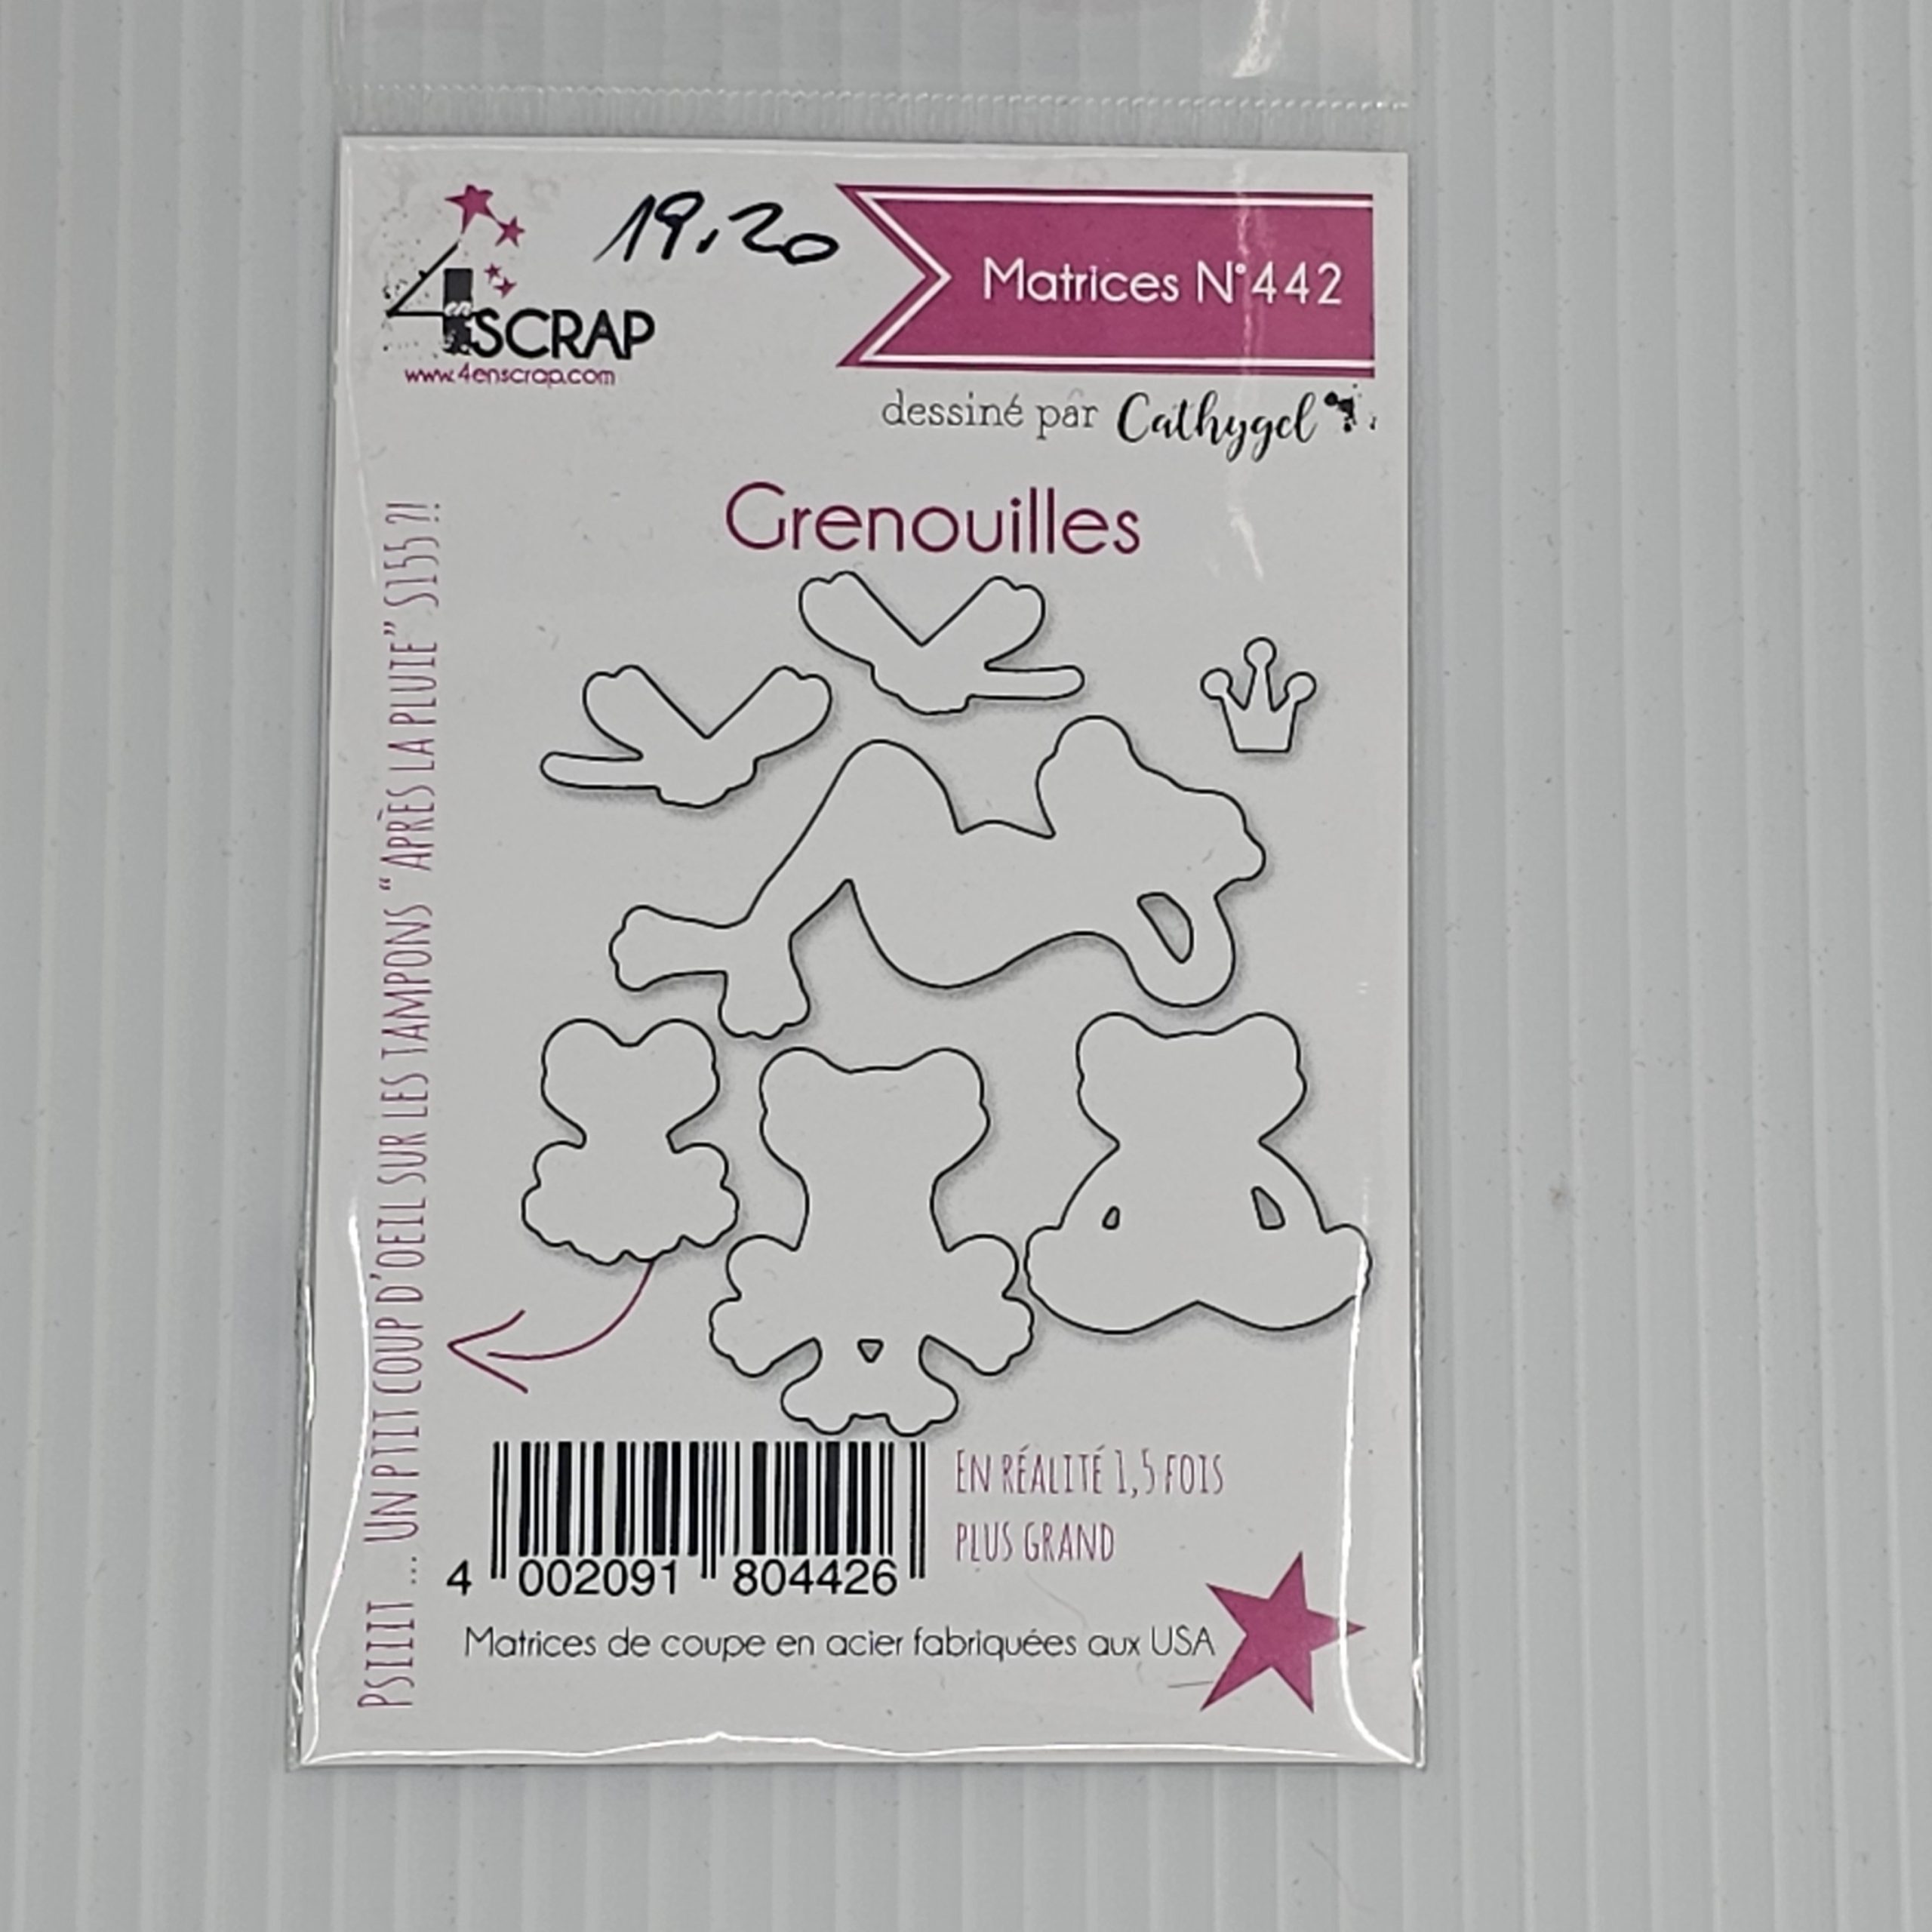 19,20
4enSCRAP
www.4enscrap.com
Matrices N°442
dessiné par Cathygel
Grenouilles
PSIIIT ... UN PTIT COUP D'OEIL SUR LES TAMPONS “APRÈS LA PLUIE” S155 ?!
EN RÉALITÉ 1,5 FOIS
PLUS GRAND
4 002091 804426
Matrices de coupe en acier fabriquées aux USA